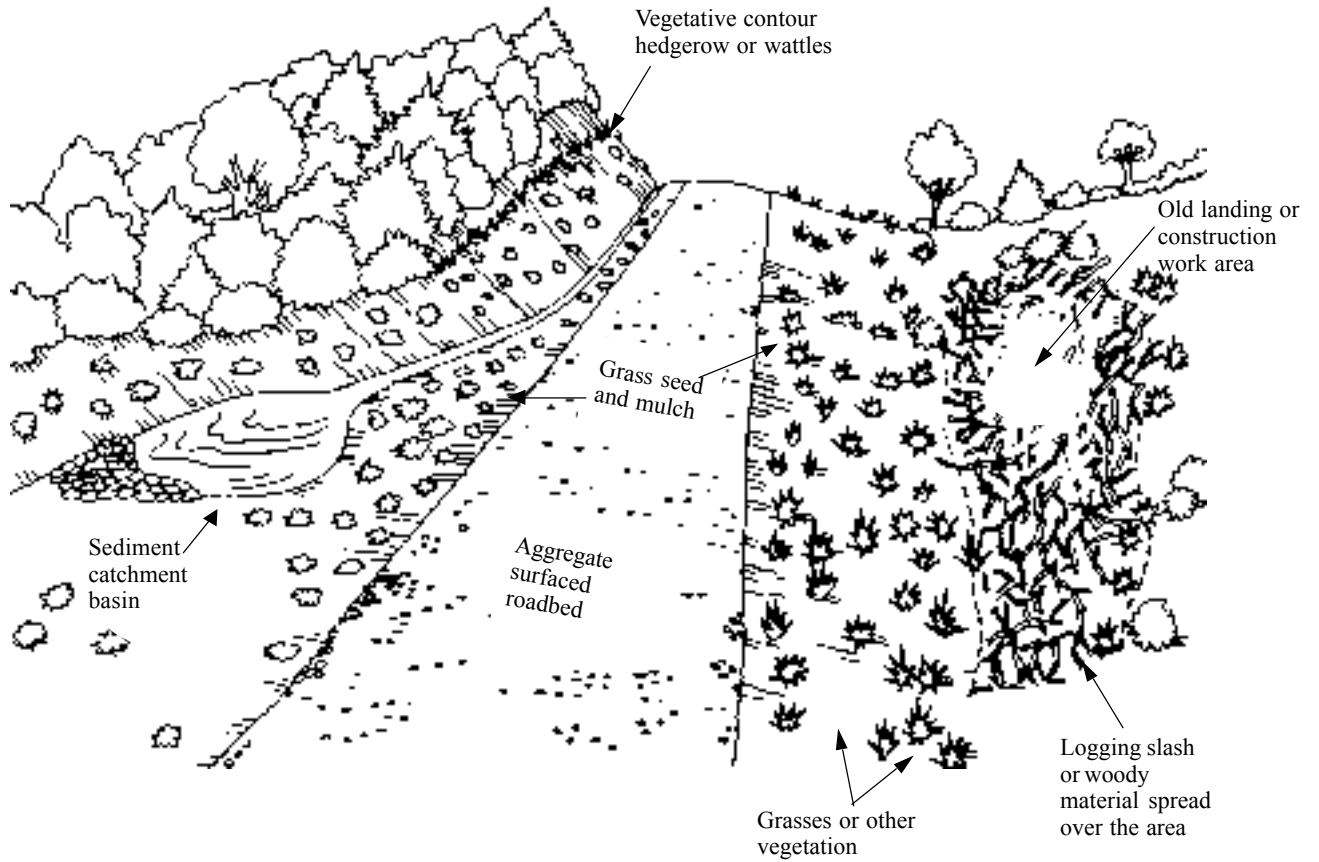 Vegetative contour
hedgerow or wattles
Old landing or
construction
work area
Grass seed
and mulch
Sediment
catchment
basin
Aggregate
surfaced
roadbed
Logging slash
or woody
material spread
over the area
Grasses or other
vegetation